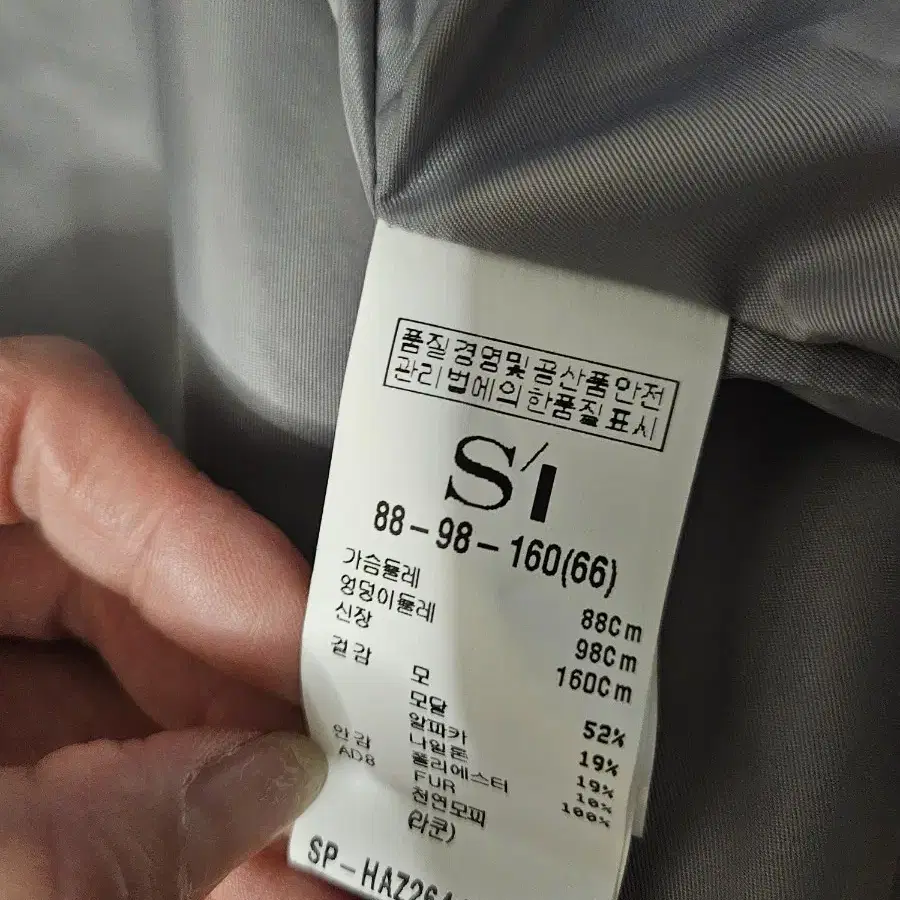 품질경영및공산품안전
관리법에의한품질표시
S'I
88-98-160(66)
가슴둘레 88Cm
엉덩이둘레 98Cm
신장 160Cm
겉감 모 52%
모달 19%
알파카 19%
나일론 10%
안감 폴리에스터 100%
AD8 FUR
천연모피
(라쿤)
SP-HAZ264